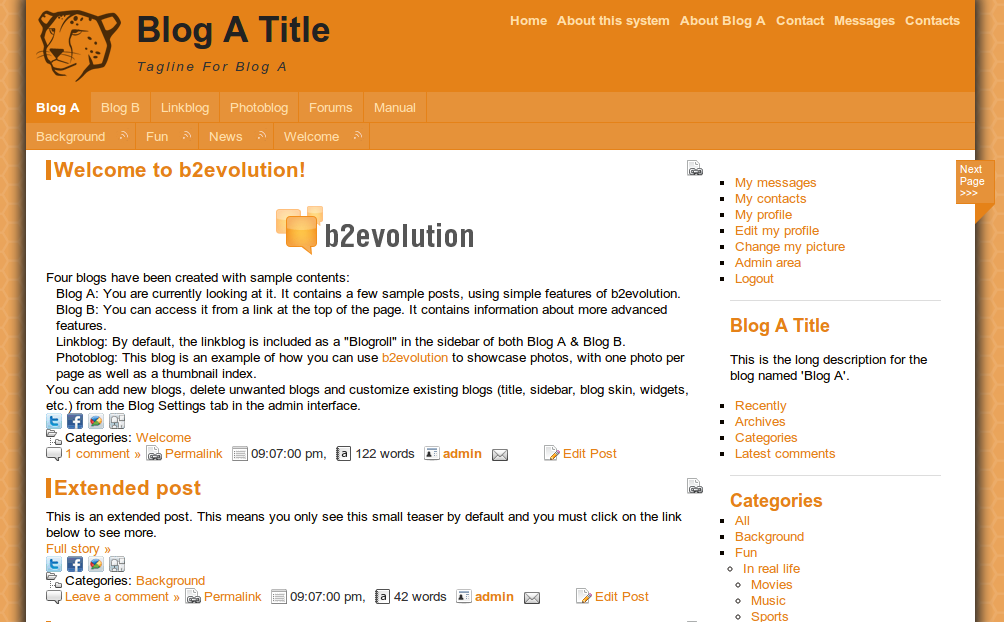 Blog A Title
Tagline For Blog A
Home About this system About Blog A Contact Messages Contacts
Blog A Blog B Linkblog Photoblog Forums Manual
Background Fun News Welcome
Welcome to b2evolution!
b2evolution
Four blogs have been created with sample contents:
Blog A: You are currently looking at it. It contains a few sample posts, using simple features of b2evolution.
Blog B: You can access it from a link at the top of the page. It contains information about more advanced
features.
Linkblog: By default, the linkblog is included as a "Blogroll" in the sidebar of both Blog A & Blog B.
Photoblog: This blog is an example of how you can use b2evolution to showcase photos, with one photo per
page as well as a thumbnail index.
You can add new blogs, delete unwanted blogs and customize existing blogs (title, sidebar, blog skin, widgets,
etc.) from the Blog Settings tab in the admin interface.
Categories: Welcome
1 comment » Permalink 09:07:00 pm, 122 words admin Edit Post
Extended post
This is an extended post. This means you only see this small teaser by default and you must click on the link
below to see more.
Full story »
Categories: Background
Leave a comment » Permalink 09:07:00 pm, 42 words admin Edit Post
My messages
My contacts
My profile
Edit my profile
Change my picture
Admin area
Logout
Blog A Title
This is the long description for the
blog named 'Blog A'.
Recently
Archives
Categories
Latest comments
Categories
All
Background
Fun
In real life
Movies
Music
Sports
Next
Page
>>>